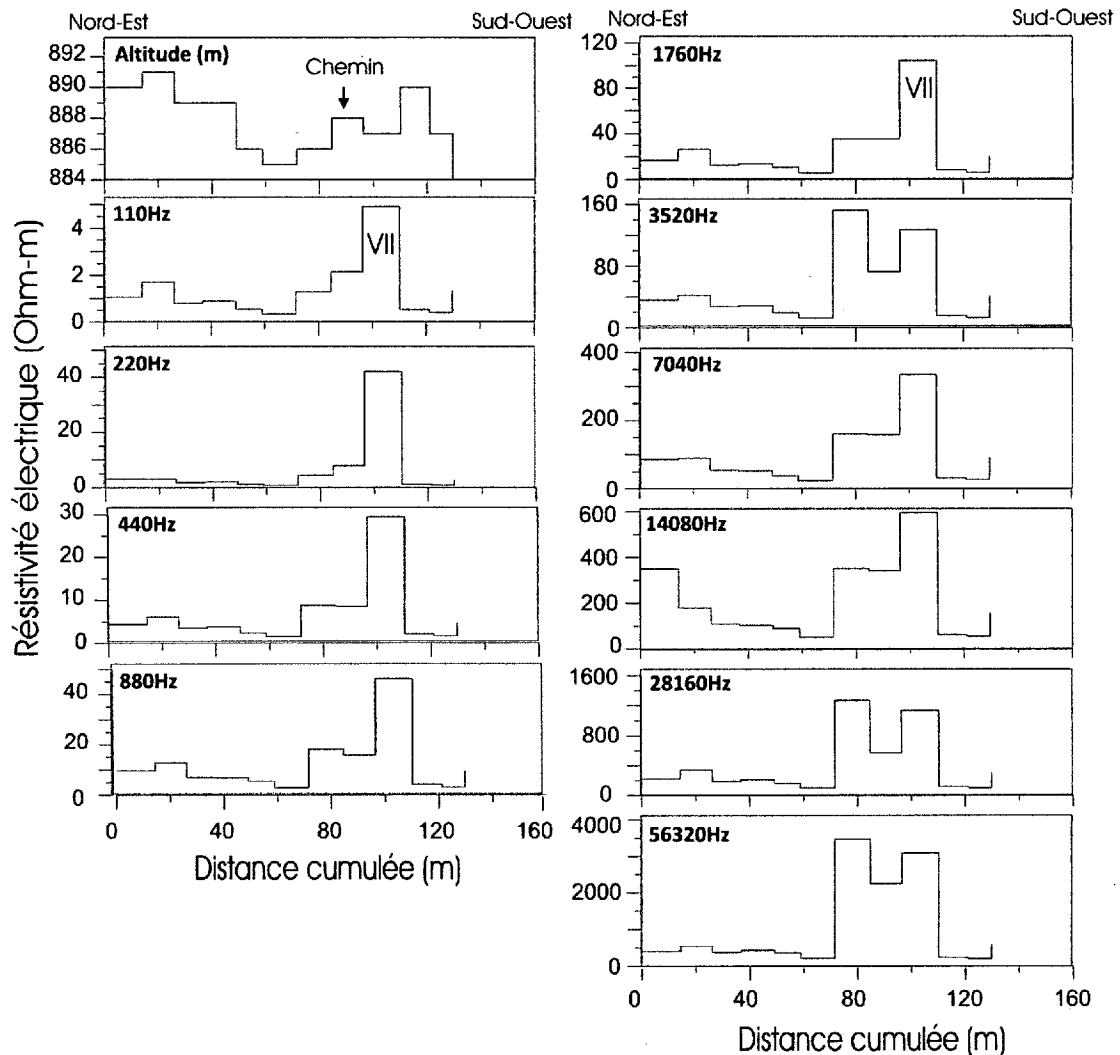 Nord-Est Sud-Ouest
Altitude (m)
892
890
888
886
884
Chemin
110Hz
4
2
0
VII
220Hz
40
20
0
440Hz
30
20
10
0
880Hz
40
20
0
0 40 80 120 160
Distance cumulée (m)
Résistivité électrique (Ohm-m)
Nord-Est Sud-Ouest
1760Hz
120
100
80
60
40
20
0
VII
3520Hz
160
80
0
7040Hz
400
200
0
14080Hz
600
400
200
0
28160Hz
1600
800
0
56320Hz
4000
2000
0
0 40 80 120 160
Distance cumulée (m)